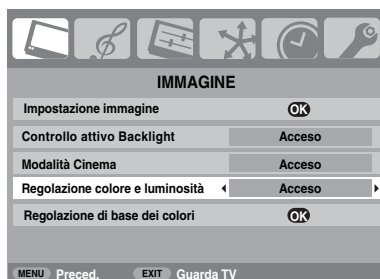 IMMAGINE
Impostazione immagine OK
Controllo attivo Backlight Acceso
Modalità Cinema Acceso
Regolazione colore e luminosità Acceso
Regolazione di base dei colori OK
MENU Preced. EXIT Guarda TV